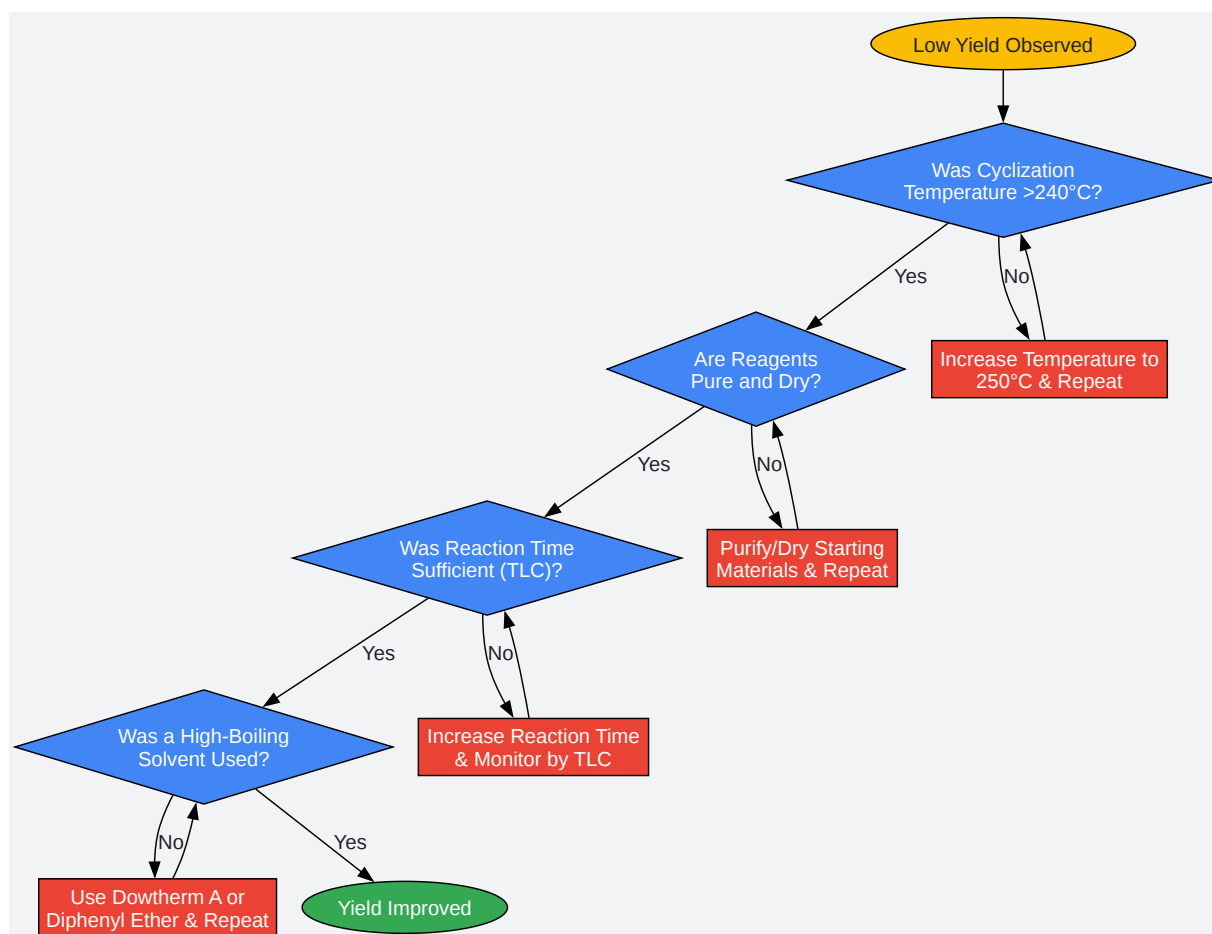 Low Yield Observed
Was Cyclization
Temperature >240°C?
Yes
No
Increase Temperature to
250°C & Repeat
Are Reagents
Pure and Dry?
Yes
No
Purify/Dry Starting
Materials & Repeat
Was Reaction Time
Sufficient (TLC)?
Yes
No
Increase Reaction Time
& Monitor by TLC
Was a High-Boiling
Solvent Used?
No
Yes
Use Dowtherm A or
Diphenyl Ether & Repeat
Yield Improved